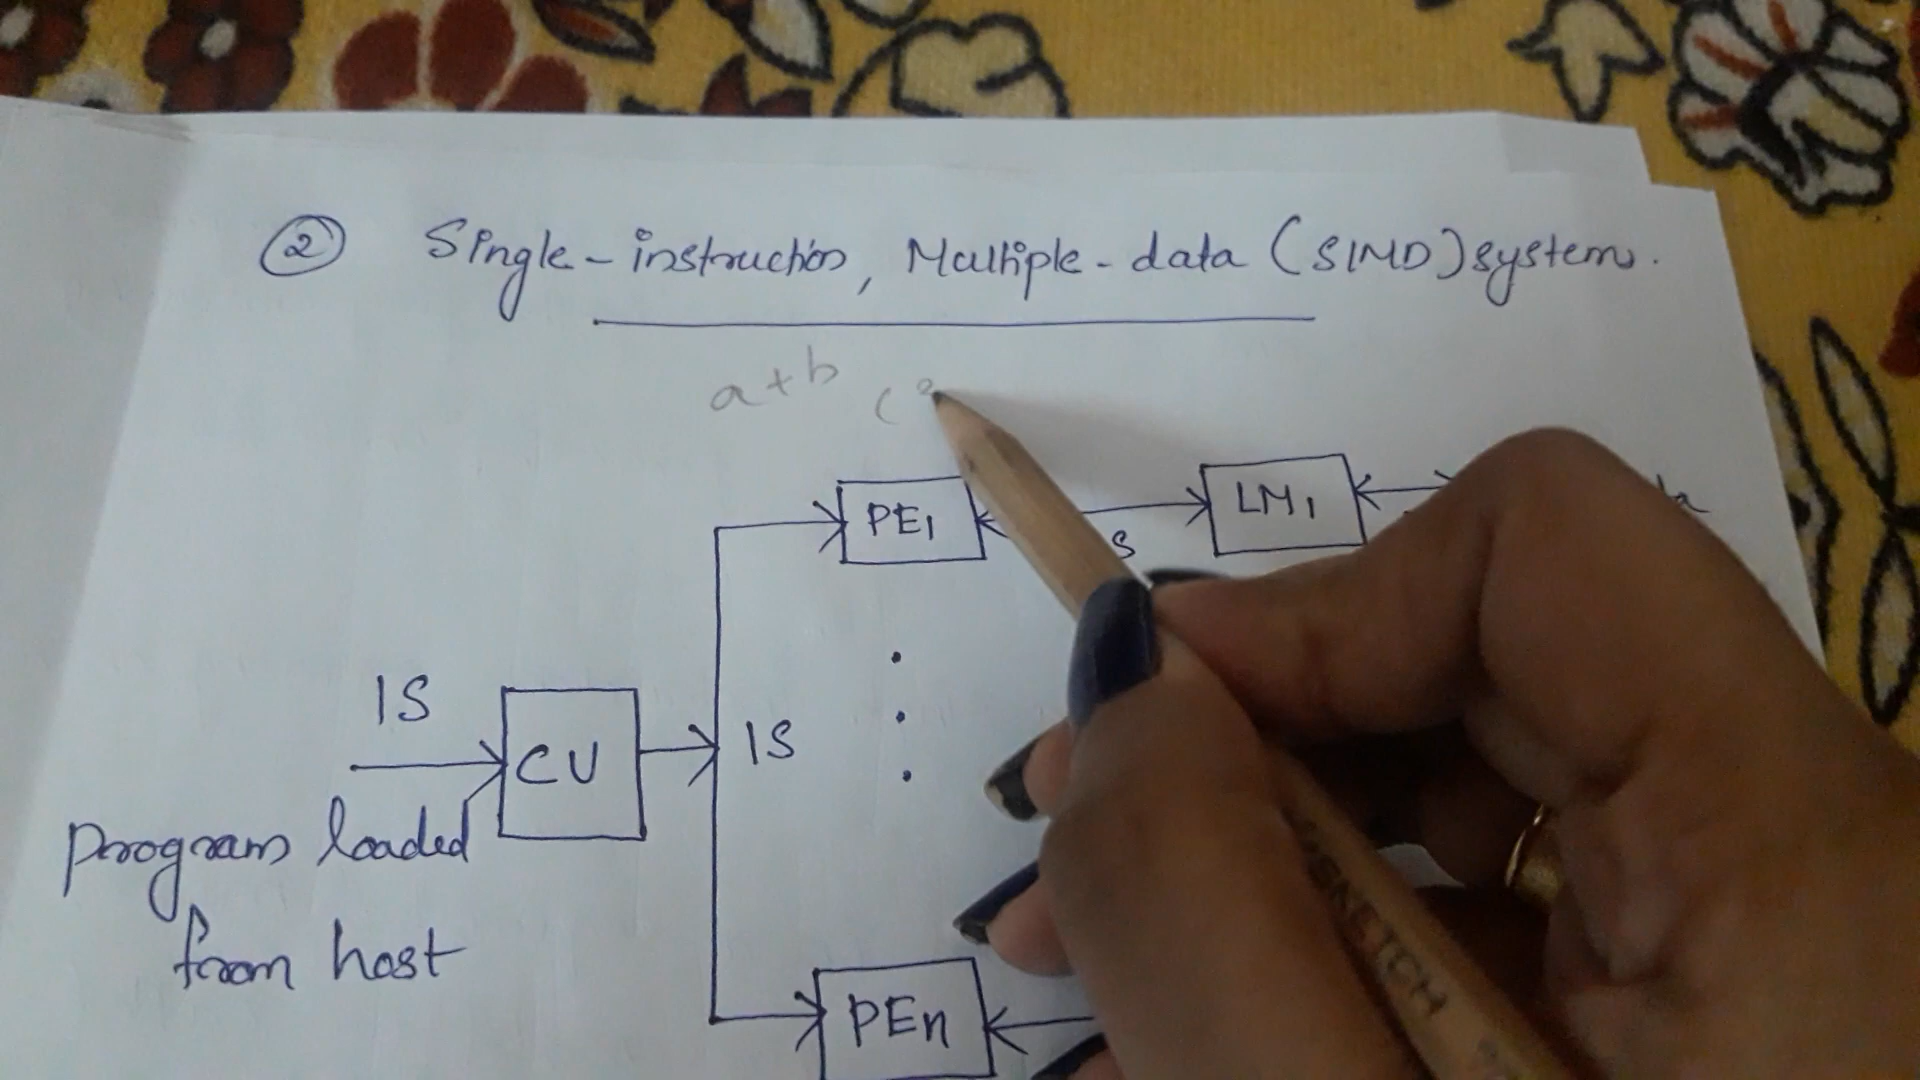 ② Single-instruction, Multiple-data (SIMD) system.
a+b (
PE1
LM1
S
IS
CU
IS
program loaded
from host
PEn